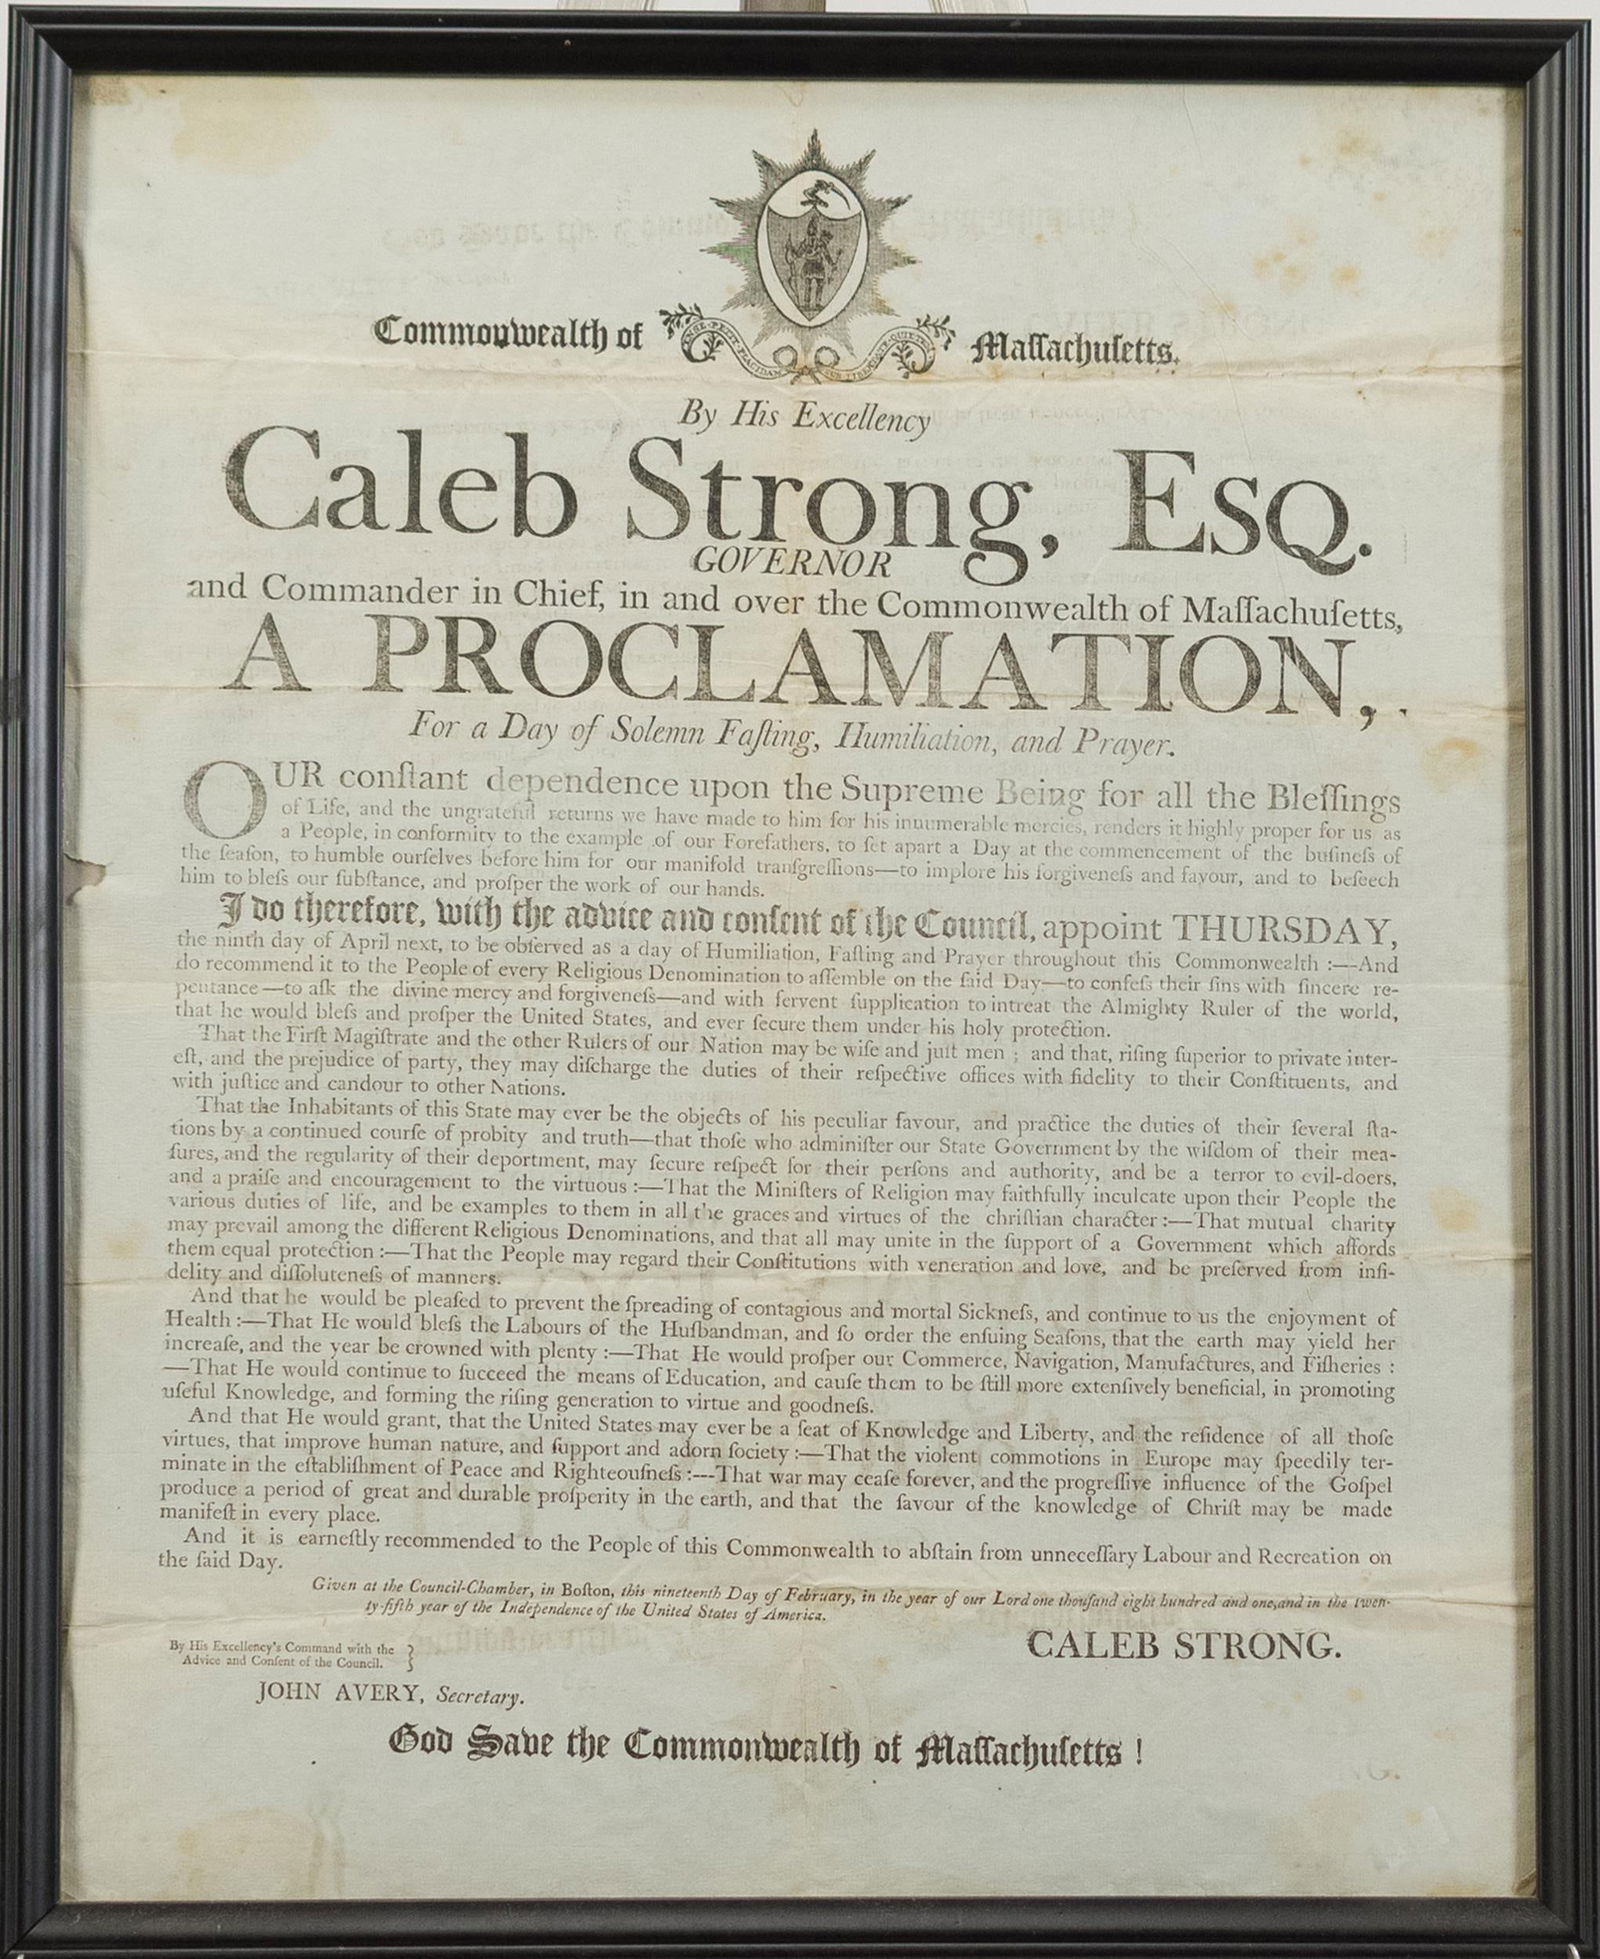 Commonwealth of Maſſachuſetts.
ENSE PETIT PLACIDAM SUB LIBERTATE QUIETEM
By His Excellency
Caleb Strong, Esq.
GOVERNOR
and Commander in Chief, in and over the Commonwealth of Maſſachuſetts,
A PROCLAMATION,
For a Day of Solemn Faſting, Humiliation, and Prayer.
OUR conſtant dependence upon the Supreme Being for all the Bleſſings
of Life, and the ungrateful returns we have made to him for his innumerable mercies, renders it highly proper for us as
a People, in conformity to the example of our Forefathers, to ſet apart a Day at the commencement of the buſineſs of
the ſeaſon, to humble ourſelves before him for our manifold tranſgreſſions—to implore his forgiveneſs and favour, and to beſeech
him to bleſs our ſubſtance, and proſper the work of our hands.
I do therefore, with the advice and conſent of the Council, appoint THURSDAY,
the ninth day of April next, to be obſerved as a day of Humiliation, Faſting and Prayer throughout this Commonwealth :—And
do recommend it to the People of every Religious Denomination to aſſemble on the ſaid Day—to confeſs their ſins with ſincere re-
pentance—to aſk the divine mercy and forgiveneſs—and with fervent ſupplication to intreat the Almighty Ruler of the world,
that he would bleſs and proſper the United States, and ever ſecure them under his holy protection.
That the Firſt Magiſtrate and the other Rulers of our Nation may be wiſe and juſt men ; and that, riſing ſuperior to private inter-
eſt, and the prejudice of party, they may diſcharge the duties of their reſpective offices with fidelity to their Conſtituents, and
with juſtice and candour to other Nations.
That the Inhabitants of this State may ever be the objects of his peculiar favour, and practice the duties of their ſeveral ſta-
tions by a continued courſe of probity and truth—that thoſe who adminiſter our State Government by the wiſdom of their mea-
ſures, and the regularity of their deportment, may ſecure reſpect for their perſons and authority, and be a terror to evil-doers,
and a praiſe and encouragement to the virtuous :—That the Miniſters of Religion may faithfully inculcate upon their People the
various duties of life, and be examples to them in all the graces and virtues of the chriſtian character :—That mutual charity
may prevail among the different Religious Denominations, and that all may unite in the ſupport of a Government which affords
them equal protection :—That the People may regard their Conſtitutions with veneration and love, and be preſerved from infi-
delity and diſſoluteneſs of manners.
And that he would be pleaſed to prevent the ſpreading of contagious and mortal Sickneſs, and continue to us the enjoyment of
Health :—That He would bleſs the Labours of the Huſbandman, and ſo order the enſuing Seaſons, that the earth may yield her
increaſe, and the year be crowned with plenty :—That He would proſper our Commerce, Navigation, Manufactures, and Fiſheries :
—That He would continue to ſucceed the means of Education, and cauſe them to be ſtill more extenſively beneficial, in promoting
uſeful Knowledge, and forming the riſing generation to virtue and goodneſs.
And that He would grant, that the United States may ever be a ſeat of Knowledge and Liberty, and the reſidence of all thoſe
virtues, that improve human nature, and ſupport and adorn ſociety :—That the violent commotions in Europe may ſpeedily ter-
minate in the eſtabliſhment of Peace and Righteouſneſs :---That war may ceaſe forever, and the progreſſive influence of the Goſpel
produce a period of great and durable proſperity in the earth, and that the ſavour of the knowledge of Chriſt may be made
manifeſt in every place.
And it is earneſtly recommended to the People of this Commonwealth to abſtain from unneceſſary Labour and Recreation on
the ſaid Day.
Given at the Council-Chamber, in Boſton, this nineteenth Day of February, in the year of our Lord one thouſand eight hundred and one, and in the twen-
ty-fifth year of the Independence of the United States of America.
CALEB STRONG.
By His Excellency's Command with the
Advice and Conſent of the Council.
JOHN AVERY, Secretary.
God Save the Commonwealth of Maſſachuſetts !